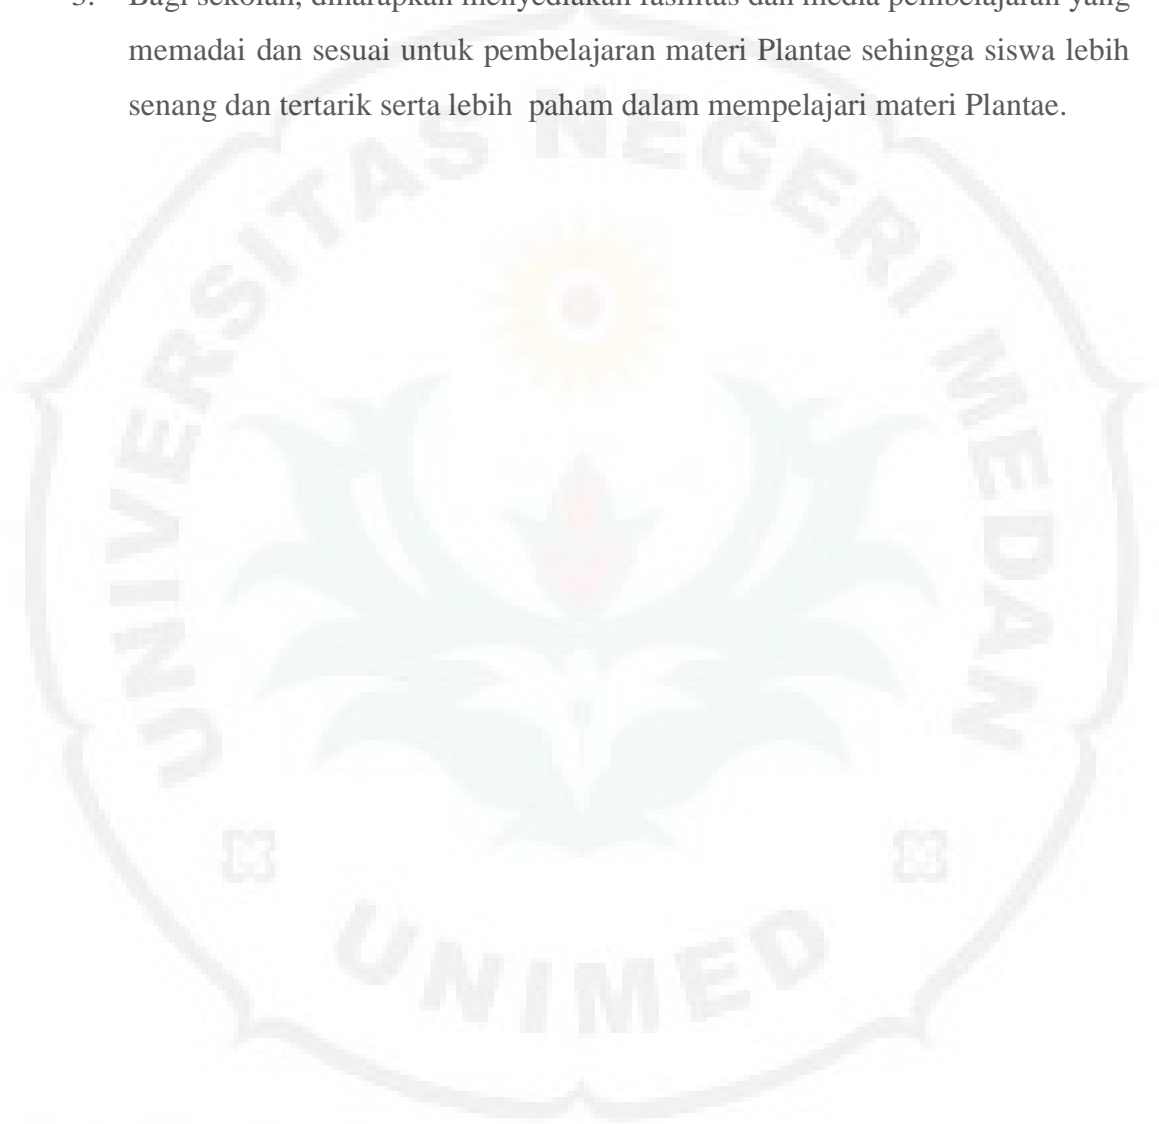 3. Bagi sekolah, diharapkan menyediakan fasilitas dan media pembelajaran yang
memadai dan sesuai untuk pembelajaran materi Plantae sehingga siswa lebih
senang dan tertarik serta lebih paham dalam mempelajari materi Plantae.
UNIVERSITAS NEGERI MEDAN
UNIMED